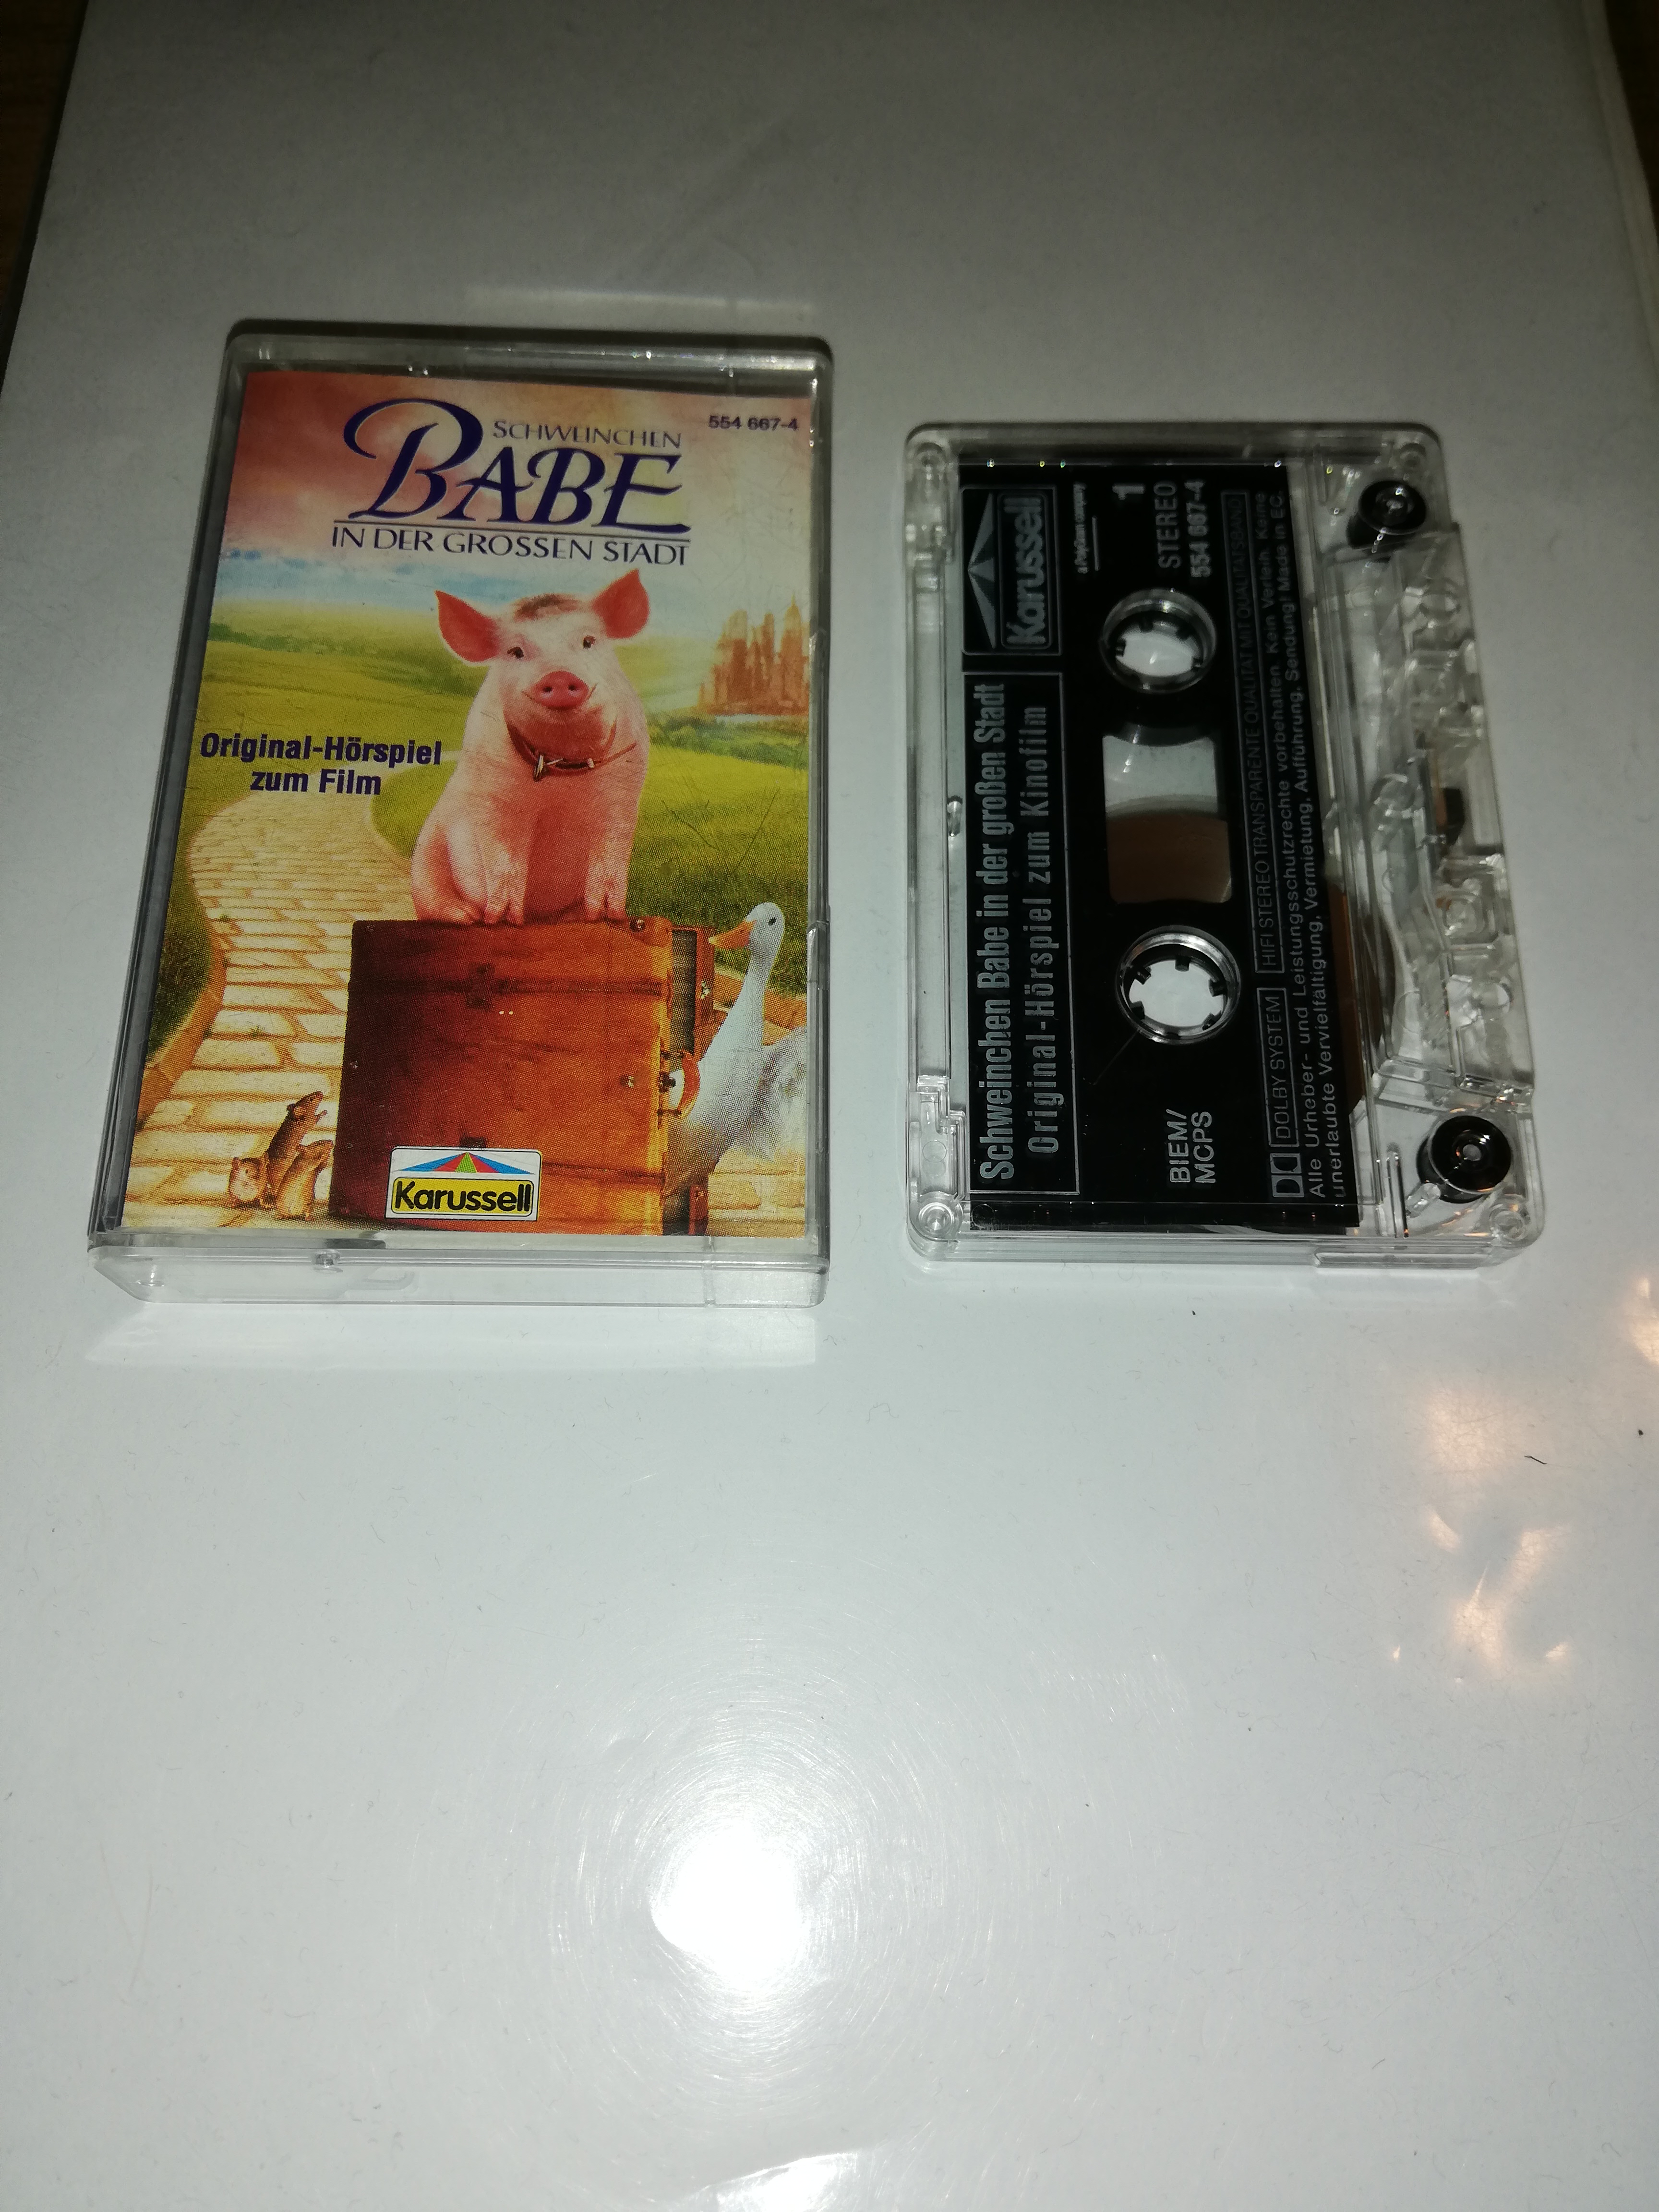 SCHWEINCHEN
BABE
IN DER GROSSEN STADT
554 667-4
Original-Hörspiel
zum Film
Karussell
Schweinchen Babe in der großen Stadt
Original-Hörspiel zum Kinofilm
Karussell
a PolyGram company
1
STEREO
554 667-4
BIEM/
MCPS
DOLBY SYSTEM HIFI STEREO TRANSPARENTE QUALITÄT MIT QUALITÄTSBAND
Alle Urheber- und Leistungsschutzrechte vorbehalten. Kein Verleih. Keine
unerlaubte Vervielfältigung, Vermietung, Aufführung, Sendung! Made in EC.